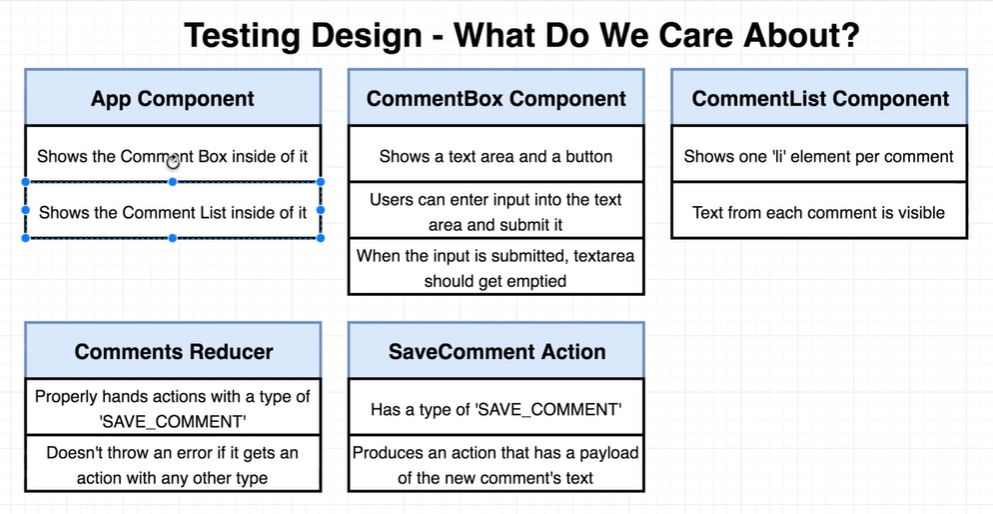 Testing Design - What Do We Care About?
App Component
Shows the Comment Box inside of it
Shows the Comment List inside of it
CommentBox Component
Shows a text area and a button
Users can enter input into the text
area and submit it
When the input is submitted, textarea
should get emptied
CommentList Component
Shows one 'li' element per comment
Text from each comment is visible
Comments Reducer
Properly hands actions with a type of
'SAVE_COMMENT'
Doesn't throw an error if it gets an
action with any other type
SaveComment Action
Has a type of 'SAVE_COMMENT'
Produces an action that has a payload
of the new comment's text